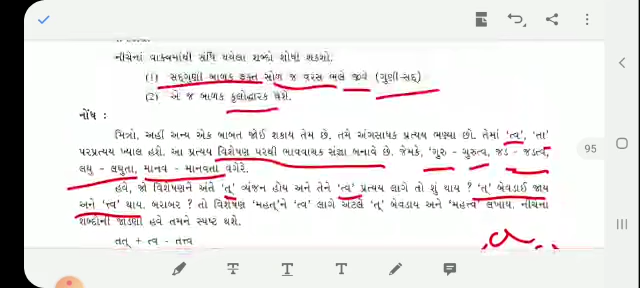 નીચેનાં વાક્યમાંથી સંધિ થયેલા શબ્દો શોધી શકશો.
(1) સદ્દગુણી બાળક ફક્ત સોળ જ વરસ ભલે જીવે (ગુણી-સદ્)
(2) એ જ બાળક કુલોદ્ધારક થશે.
નોંધ :
મિત્રો, અહીં અન્ય એક બાબત જોઈ શકાય તેમ છે. તમે અંગસાધક પ્રત્યય ભણ્યા છો. તેમાં 'ત્વ', 'તા'
પરપ્રત્યય ખ્યાલ હશે. આ પ્રત્યય વિશેષણ પરથી ભાવવાચક સંજ્ઞા બનાવે છે. જેમકે, 'ગુરુ - ગુરુત્વ, જડ - જડત્વ,
લઘુ - લઘુતા, માનવ - માનવતા વગેરે.
હવે, જો વિશેષણને અંતે 'ત્' વ્યંજન હોય અને તેને 'ત્વ' પ્રત્યય લાગે તો શું થાય ? 'ત્' બેવડાઈ જાય
અને 'ત્ત્વ' થાય. બરાબર ? તો વિશેષણ 'મહત્'ને 'ત્વ' લાગે એટલે 'ત્' બેવડાય અને 'મહત્ત્વ' લખાય. નીચેના
શબ્દોની જોડણી હવે તમને સ્પષ્ટ થશે.
તત્ + ત્વ - તત્ત્વ
95